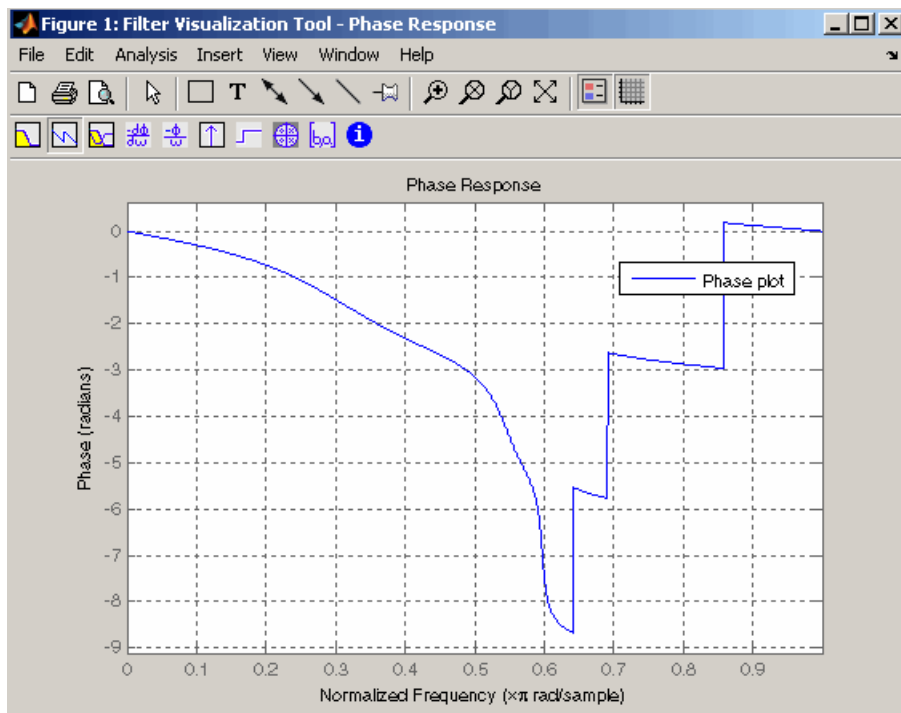 Figure 1: Filter Visualization Tool - Phase Response
File Edit Analysis Insert View Window Help
T
-dφ
dω
-φ
ω
[b,a]
i
Phase Response
0
-1
-2
-3
-4
-5
-6
-7
-8
-9
Phase (radians)
Phase plot
0 0.1 0.2 0.3 0.4 0.5 0.6 0.7 0.8 0.9
Normalized Frequency (×π rad/sample)